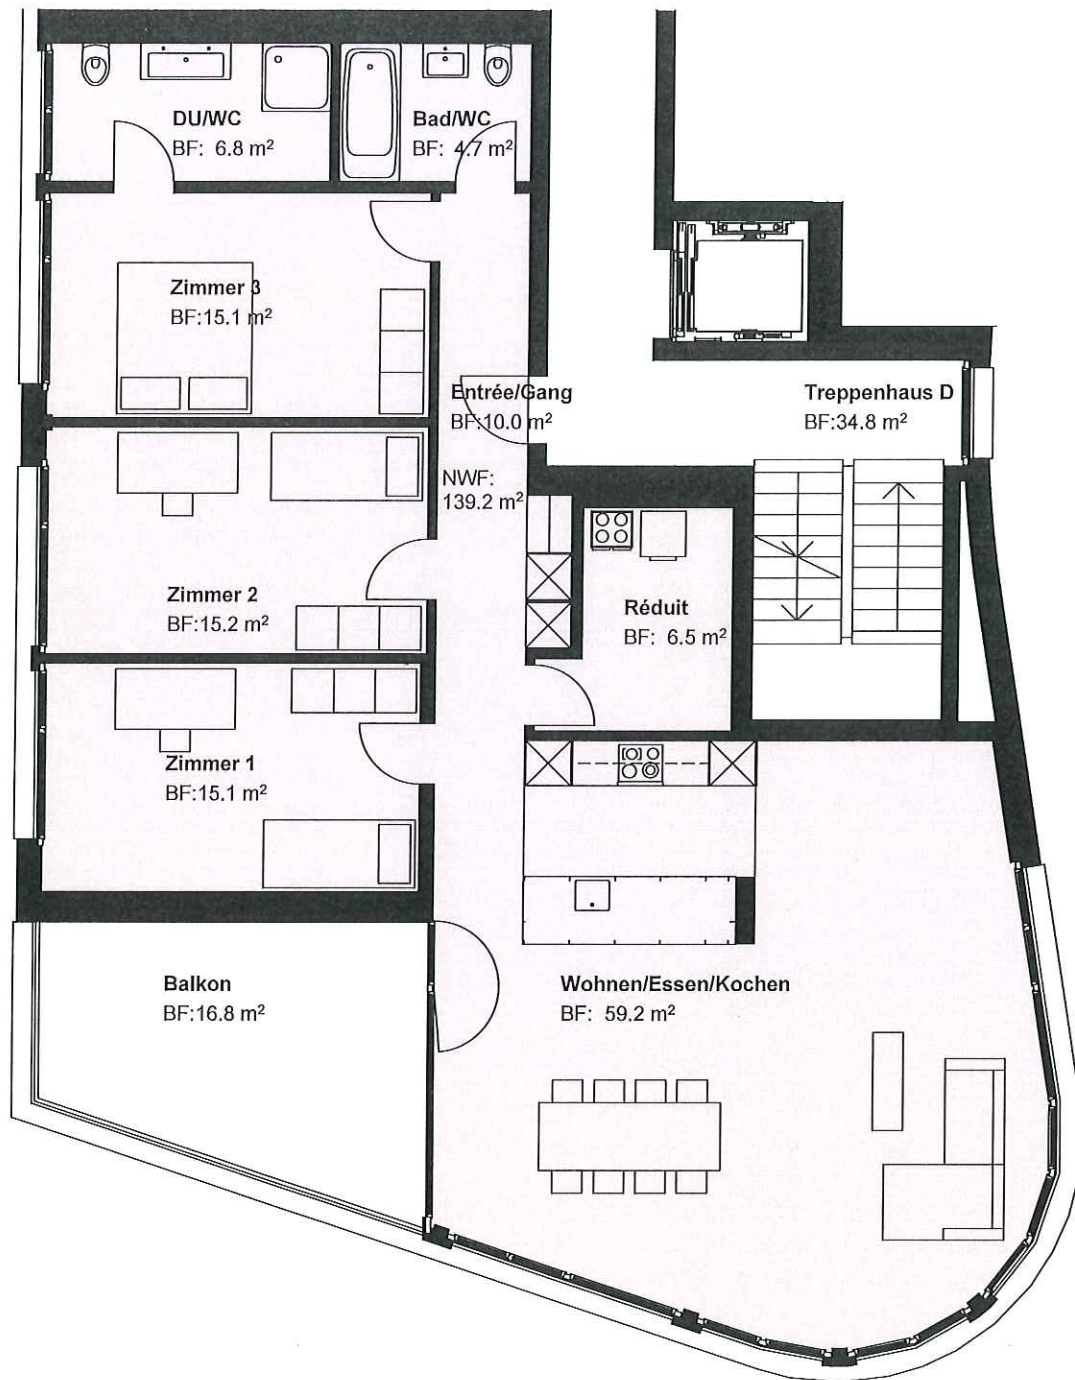 DU/WC
BF: 6.8 m²
Bad/WC
BF: 4.7 m²
Zimmer 3
BF:15.1 m²
Entrée/Gang
BF:10.0 m²
Treppenhaus D
BF:34.8 m²
NWF:
139.2 m²
Zimmer 2
BF:15.2 m²
Réduit
BF: 6.5 m²
Zimmer 1
BF:15.1 m²
Balkon
BF:16.8 m²
Wohnen/Essen/Kochen
BF: 59.2 m²